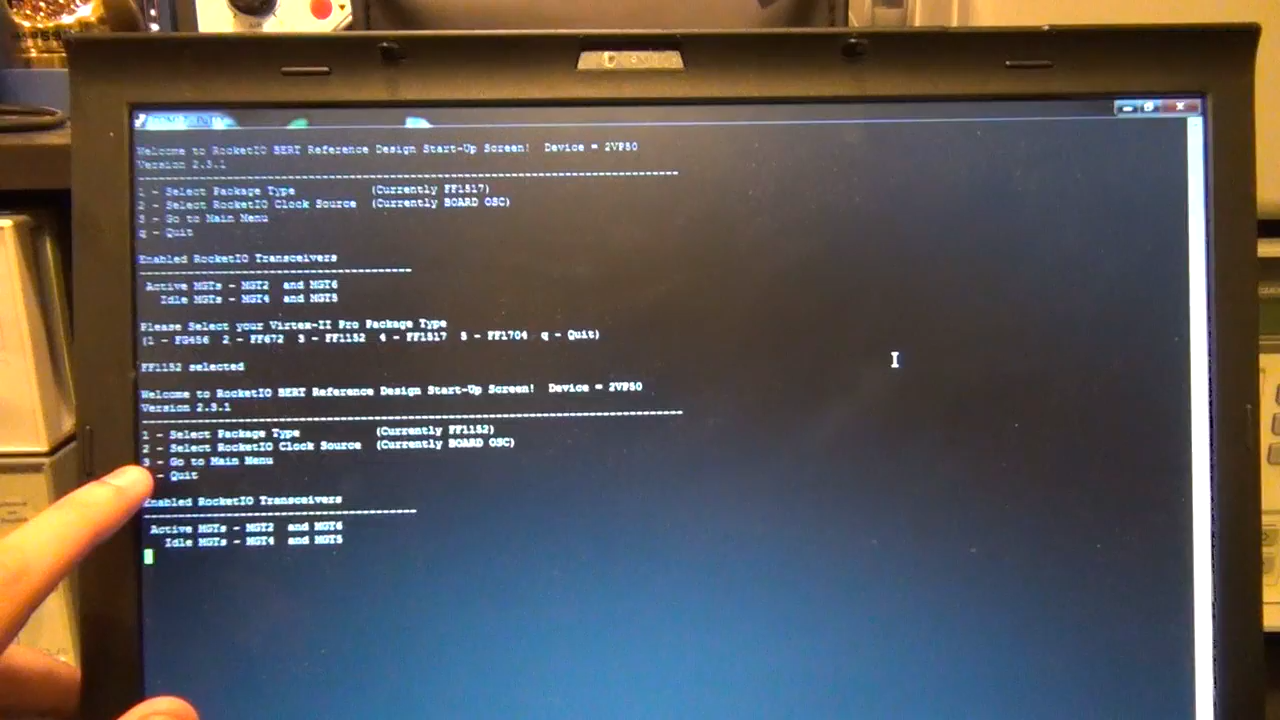 Welcome to RocketIO BERT Reference Design Start-Up Screen!  Device = 2VP50
Version 2.3.1
1 - Select Package Type (Currently FF1517)
2 - Select RocketIO Clock Source (Currently BOARD OSC)
3 - Go to Main Menu
q - Quit
Enabled RocketIO Transceivers
Active MGTs - MGT2 and MGT6
Idle MGTs - MGT4 and MGT5
Please Select your Virtex-II Pro Package Type
(1 - FG456 2 - FF672 3 - FF1152 4 - FF1517 5 - FF1704 q - Quit)
FF1152 selected
Welcome to RocketIO BERT Reference Design Start-Up Screen!  Device = 2VP50
Version 2.3.1
1 - Select Package Type (Currently FF1152)
2 - Select RocketIO Clock Source (Currently BOARD OSC)
3 - Go to Main Menu
- Quit
Enabled RocketIO Transceivers
Active MGTs - MGT2 and MGT6
Idle MGTs - MGT4 and MGT5